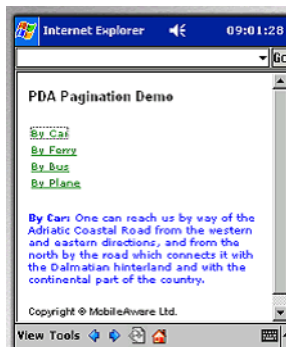 Internet Explorer 09:01:28
Go
PDA Pagination Demo
By Car
By Ferry
By Bus
By Plane
By Car: One can reach us by way of the
Adriatic Coastal Road from the western
and eastern directions, and from the
north by the road which connects it with
the Dalmatian hinterland and with the
continental part of the country.
Copyright © MobileAware Ltd.
View Tools